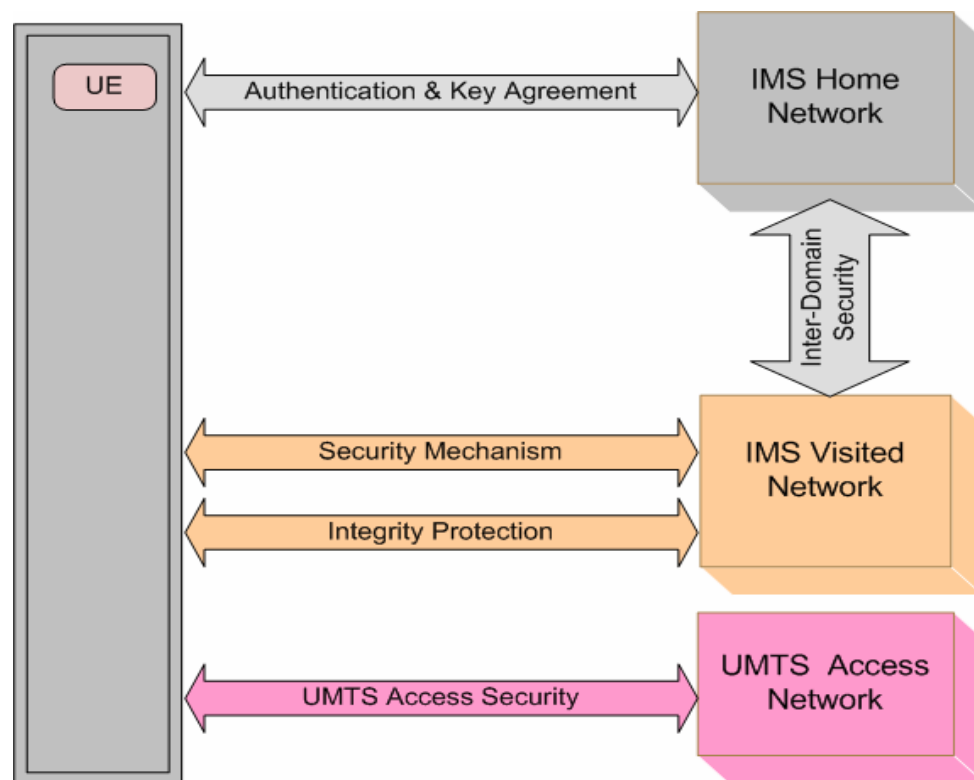 UE
Authentication & Key Agreement
IMS Home
Network
Inter-Domain
Security
Security Mechanism
IMS Visited
Network
Integrity Protection
UMTS Access Security
UMTS Access
Network